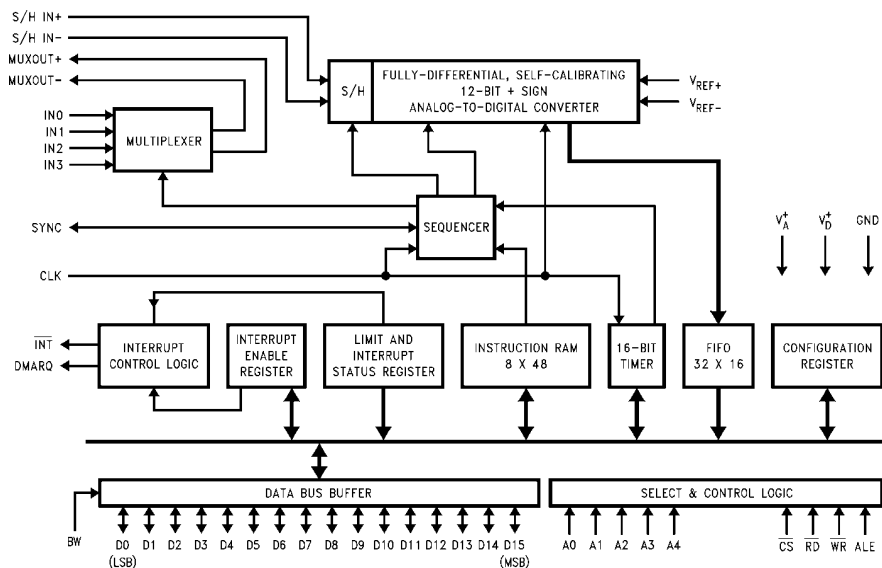 S/H IN+
S/H IN-
MUXOUT+
MUXOUT-
IN0
IN1
IN2
IN3
MULTIPLEXER
S/H
FULLY-DIFFERENTIAL, SELF-CALIBRATING
12-BIT + SIGN
ANALOG-TO-DIGITAL CONVERTER
VREF+
VREF-
SYNC
SEQUENCER
V+A
V+D
GND
CLK
INT
DMARQ
INTERRUPT
CONTROL LOGIC
INTERRUPT
ENABLE
REGISTER
LIMIT AND
INTERRUPT
STATUS REGISTER
INSTRUCTION RAM
8 X 48
16-BIT
TIMER
FIFO
32 X 16
CONFIGURATION
REGISTER
DATA BUS BUFFER
SELECT & CONTROL LOGIC
BW
D0
(LSB)
D1
D2
D3
D4
D5
D6
D7
D8
D9
D10
D11
D12
D13
D14
D15
(MSB)
A0
A1
A2
A3
A4
CS
RD
WR
ALE